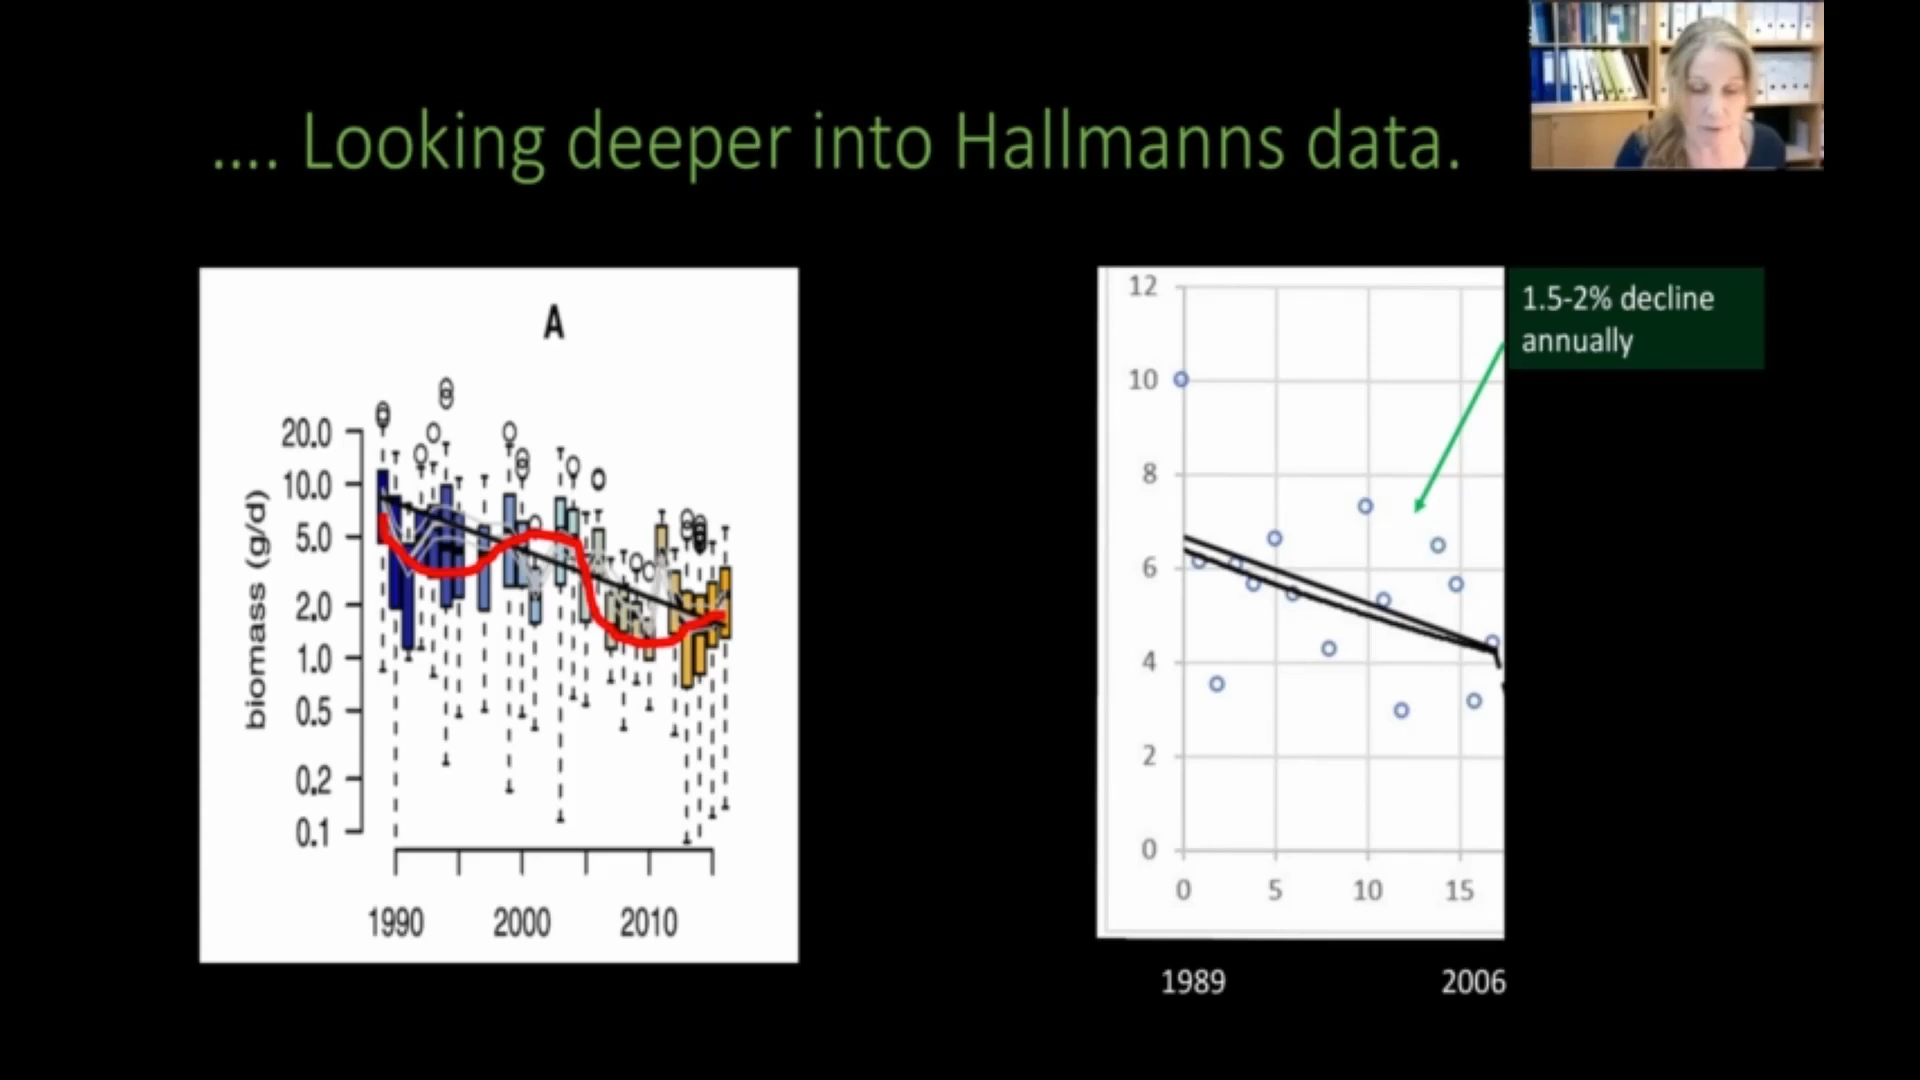 .... Looking deeper into Hallmanns data.
A
biomass (g/d)
20.0
10.0
5.0
2.0
1.0
0.5
0.2
0.1
1990 2000 2010
12
10
8
6
4
2
0
0 5 10 15
1989 2006
1.5-2% decline
annually